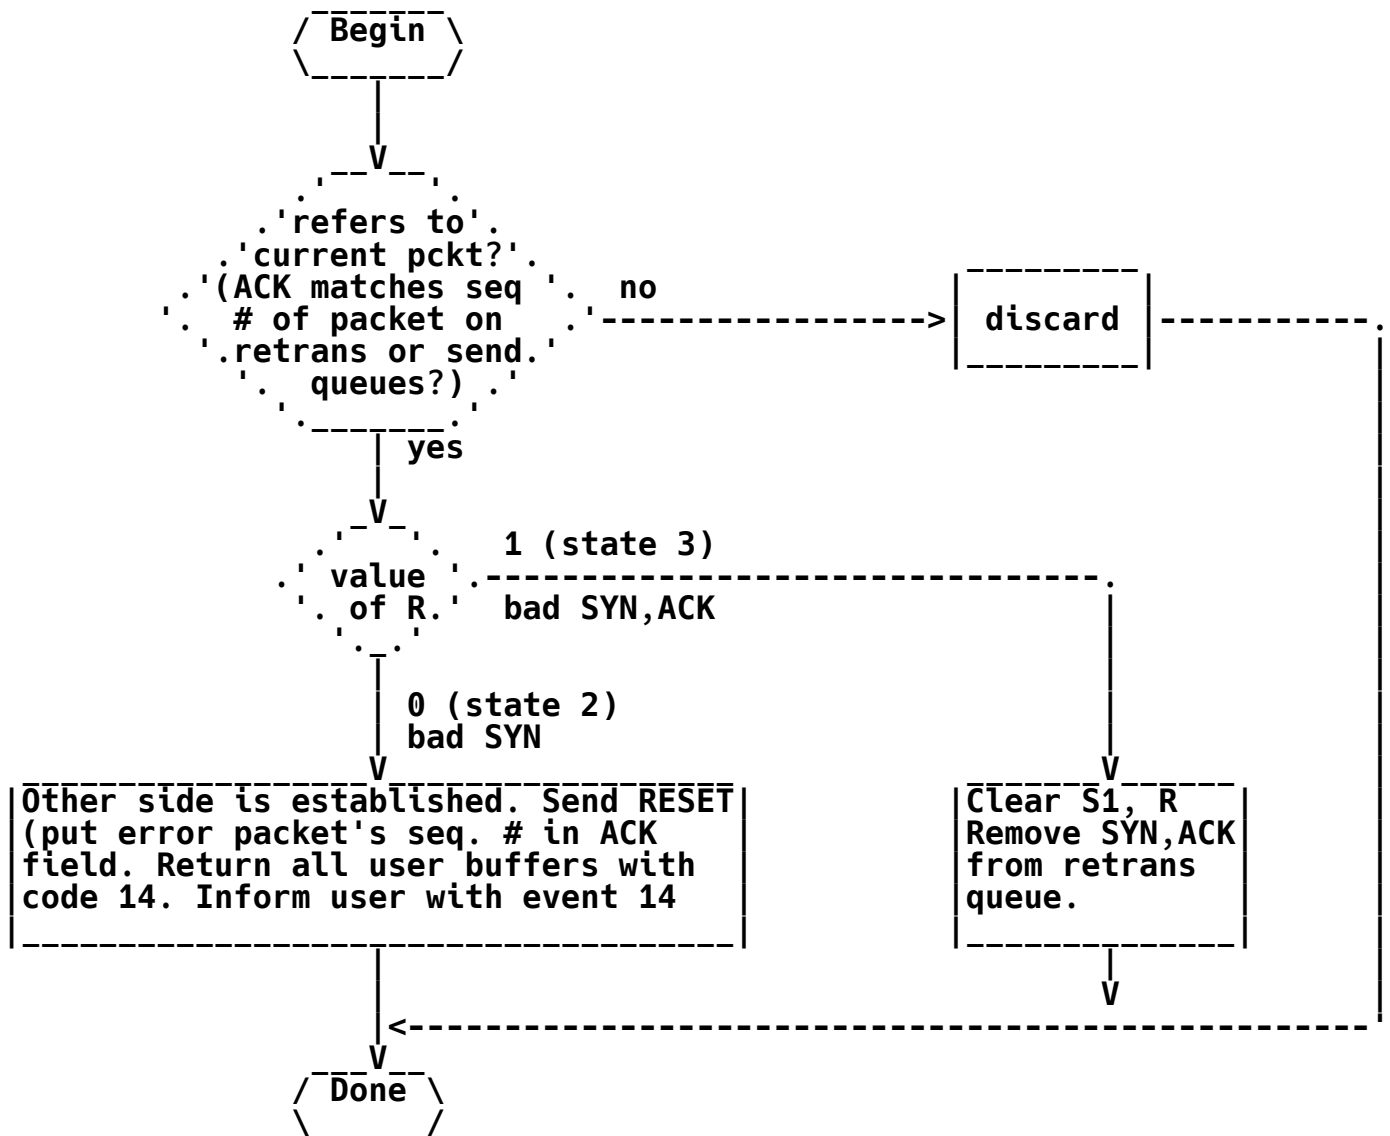 Begin
refers to
current pckt?
(ACK matches seq
no
# of packet on
discard
retrans or send
queues?)
yes
1 (state 3)
value
of R.
bad SYN,ACK
0 (state 2)
bad SYN
Other side is established. Send RESET
(put error packet's seq. # in ACK
field. Return all user buffers with
code 14. Inform user with event 14
Clear S1, R
Remove SYN,ACK
from retrans
queue.
Done